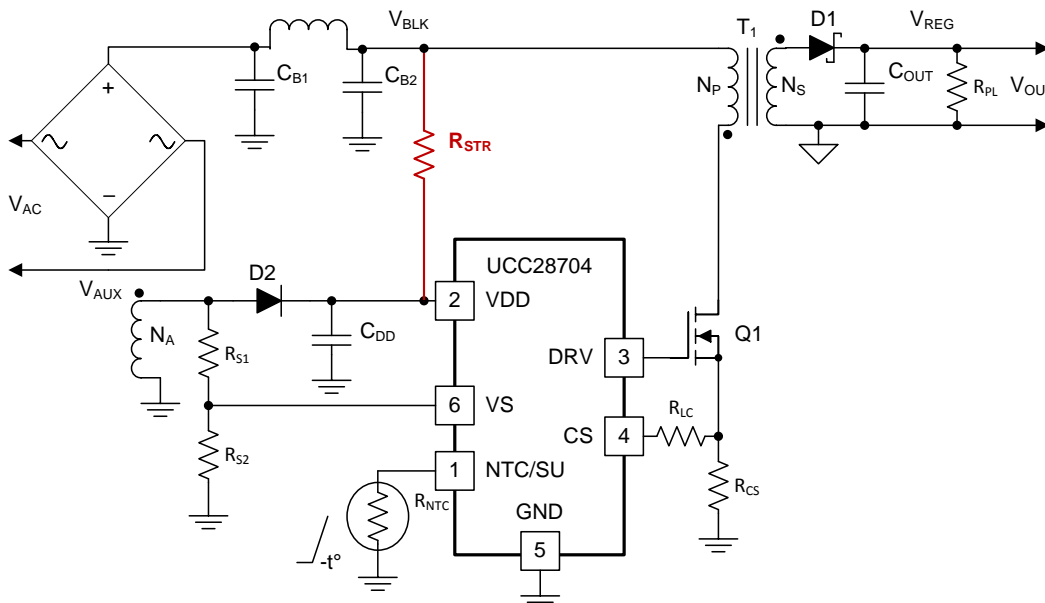 V_BLK
T_1
D1
V_REG
+
C_B1
C_B2
N_P
N_S
C_OUT
R_PL
V_OU
R_STR
V_AC
−
UCC28704
V_AUX
D2
2
VDD
N_A
C_DD
R_S1
DRV
3
Q1
6
VS
R_LC
CS
4
R_S2
1
NTC/SU
R_NTC
R_CS
GND
5
-t°